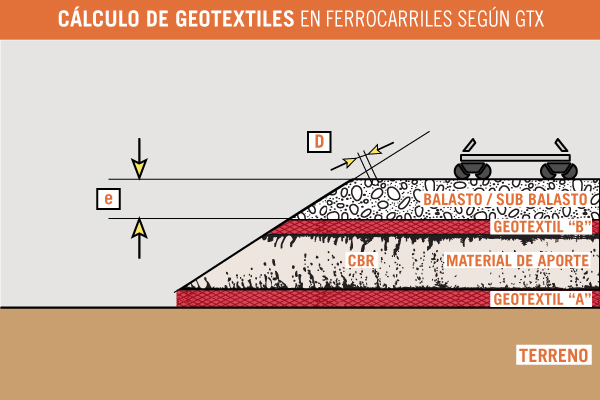 CÁLCULO DE GEOTEXTILES EN FERROCARRILES SEGÚN GTX
D
e
BALASTO / SUB BALASTO
GEOTEXTIL "B"
CBR
MATERIAL DE APORTE
GEOTEXTIL "A"
TERRENO